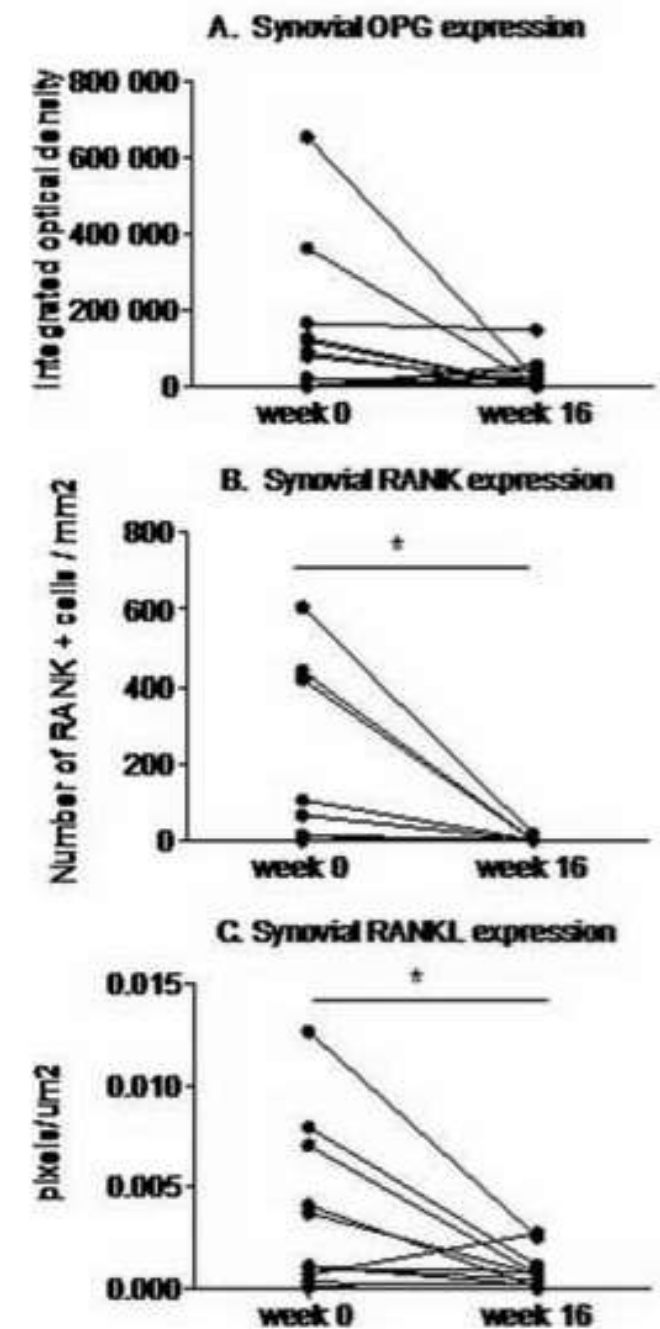 A. Synovial OPG expression
Integrated optical density
800 000
600 000
400 000
200 000
0
week 0 week 16
B. Synovial RANK expression
Number of RANK + cells / mm2
800
600
400
200
0
*
week 0 week 16
C. Synovial RANKL expression
pixels/um2
0.015
0.010
0.005
0.000
*
week 0 week 16